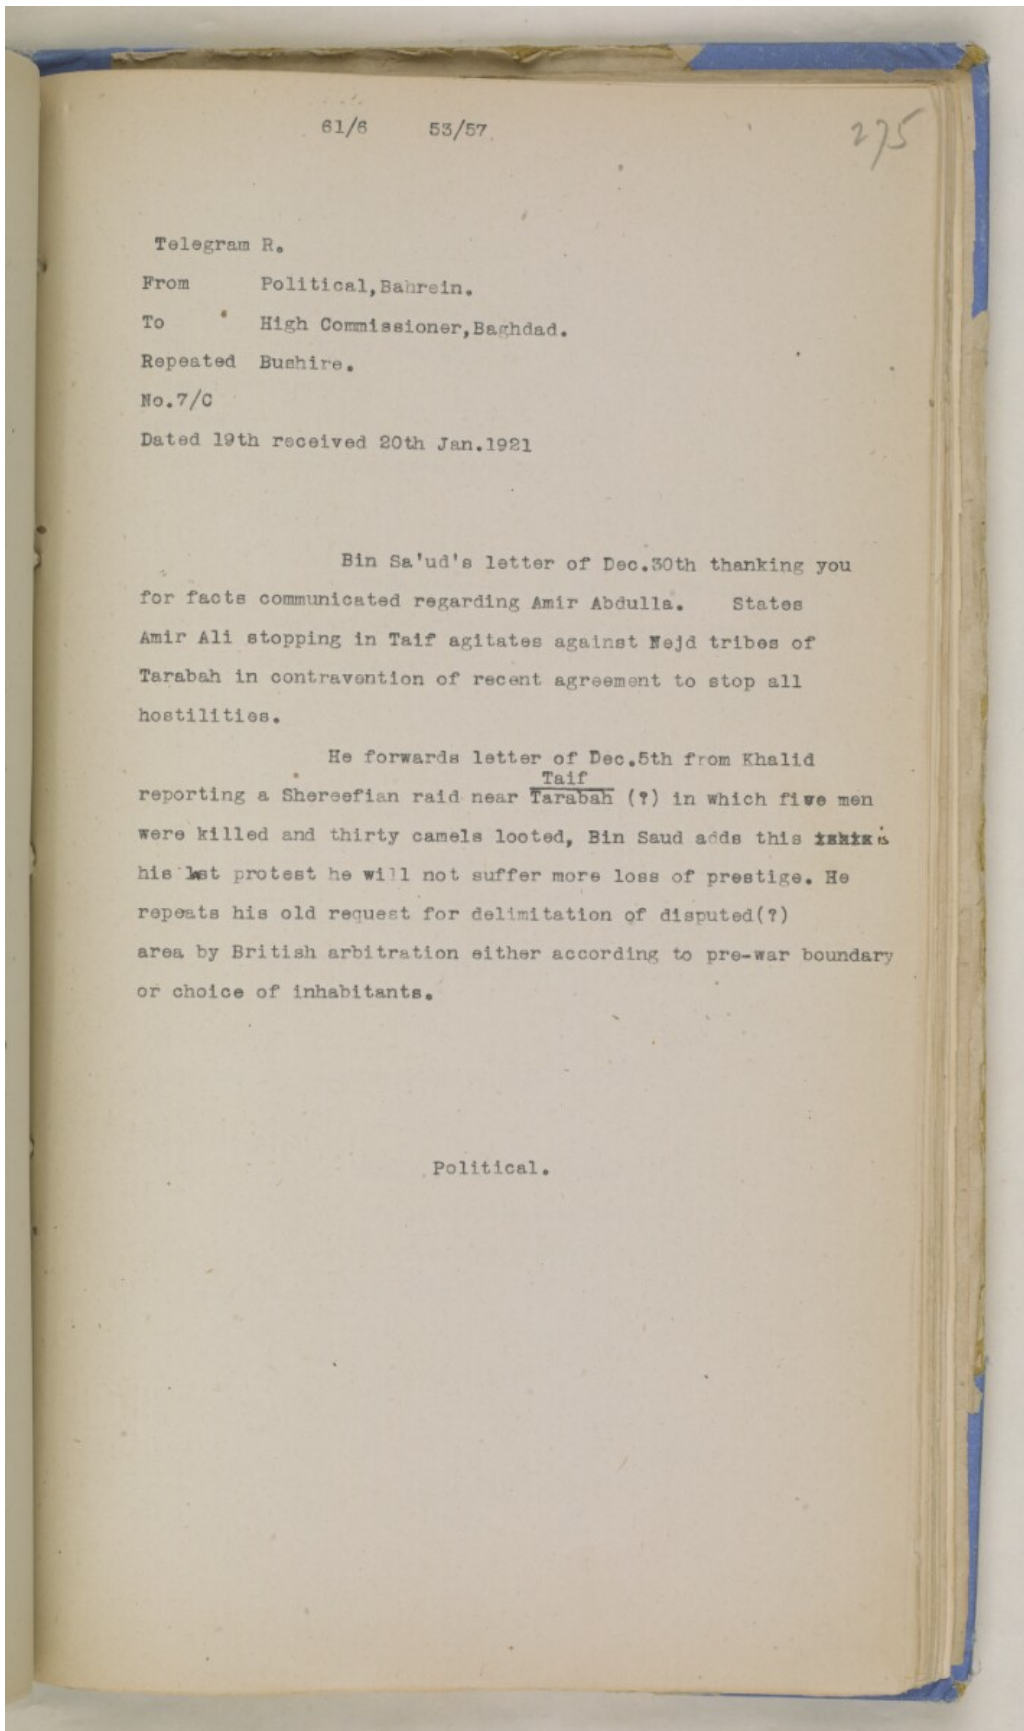 61/6 53/57
275
Telegram R.
From Political,Bahrein.
To High Commissioner,Baghdad.
Repeated Bushire.
No.7/C
Dated 19th received 20th Jan.1921
Bin Sa'ud's letter of Dec.30th thanking you
for facts communicated regarding Amir Abdulla. States
Amir Ali stopping in Taif agitates against Nejd tribes of
Tarabah in contravention of recent agreement to stop all
hostilities.
He forwards letter of Dec.5th from Khalid
Taif
reporting a Shereefian raid near Tarabah (?) in which five men
were killed and thirty camels looted, Bin Saud adds this is
his last protest he will not suffer more loss of prestige. He
repeats his old request for delimitation of disputed(?)
area by British arbitration either according to pre-war boundary
or choice of inhabitants.
Political.